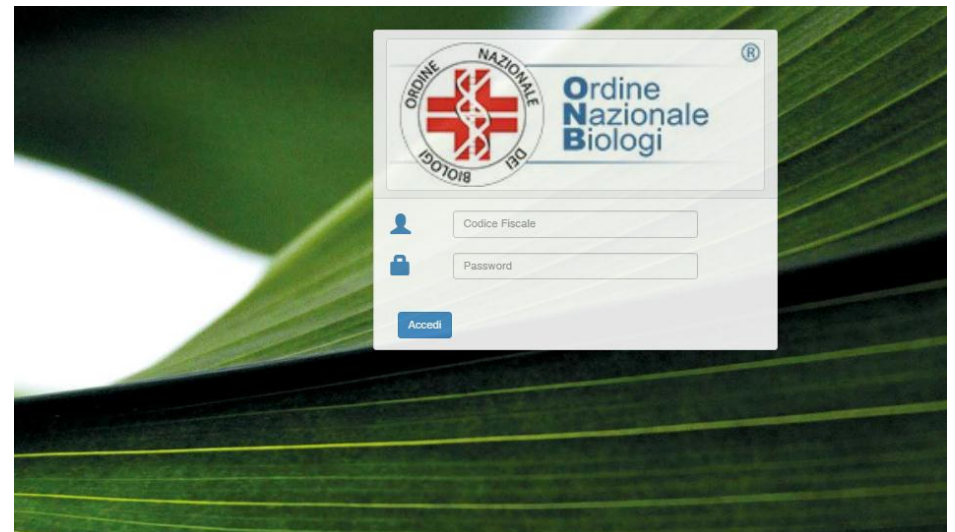 ORDINE NAZIONALE DEI BIOLOGI
®
Ordine
Nazionale
Biologi
Codice Fiscale
Password
Accedi